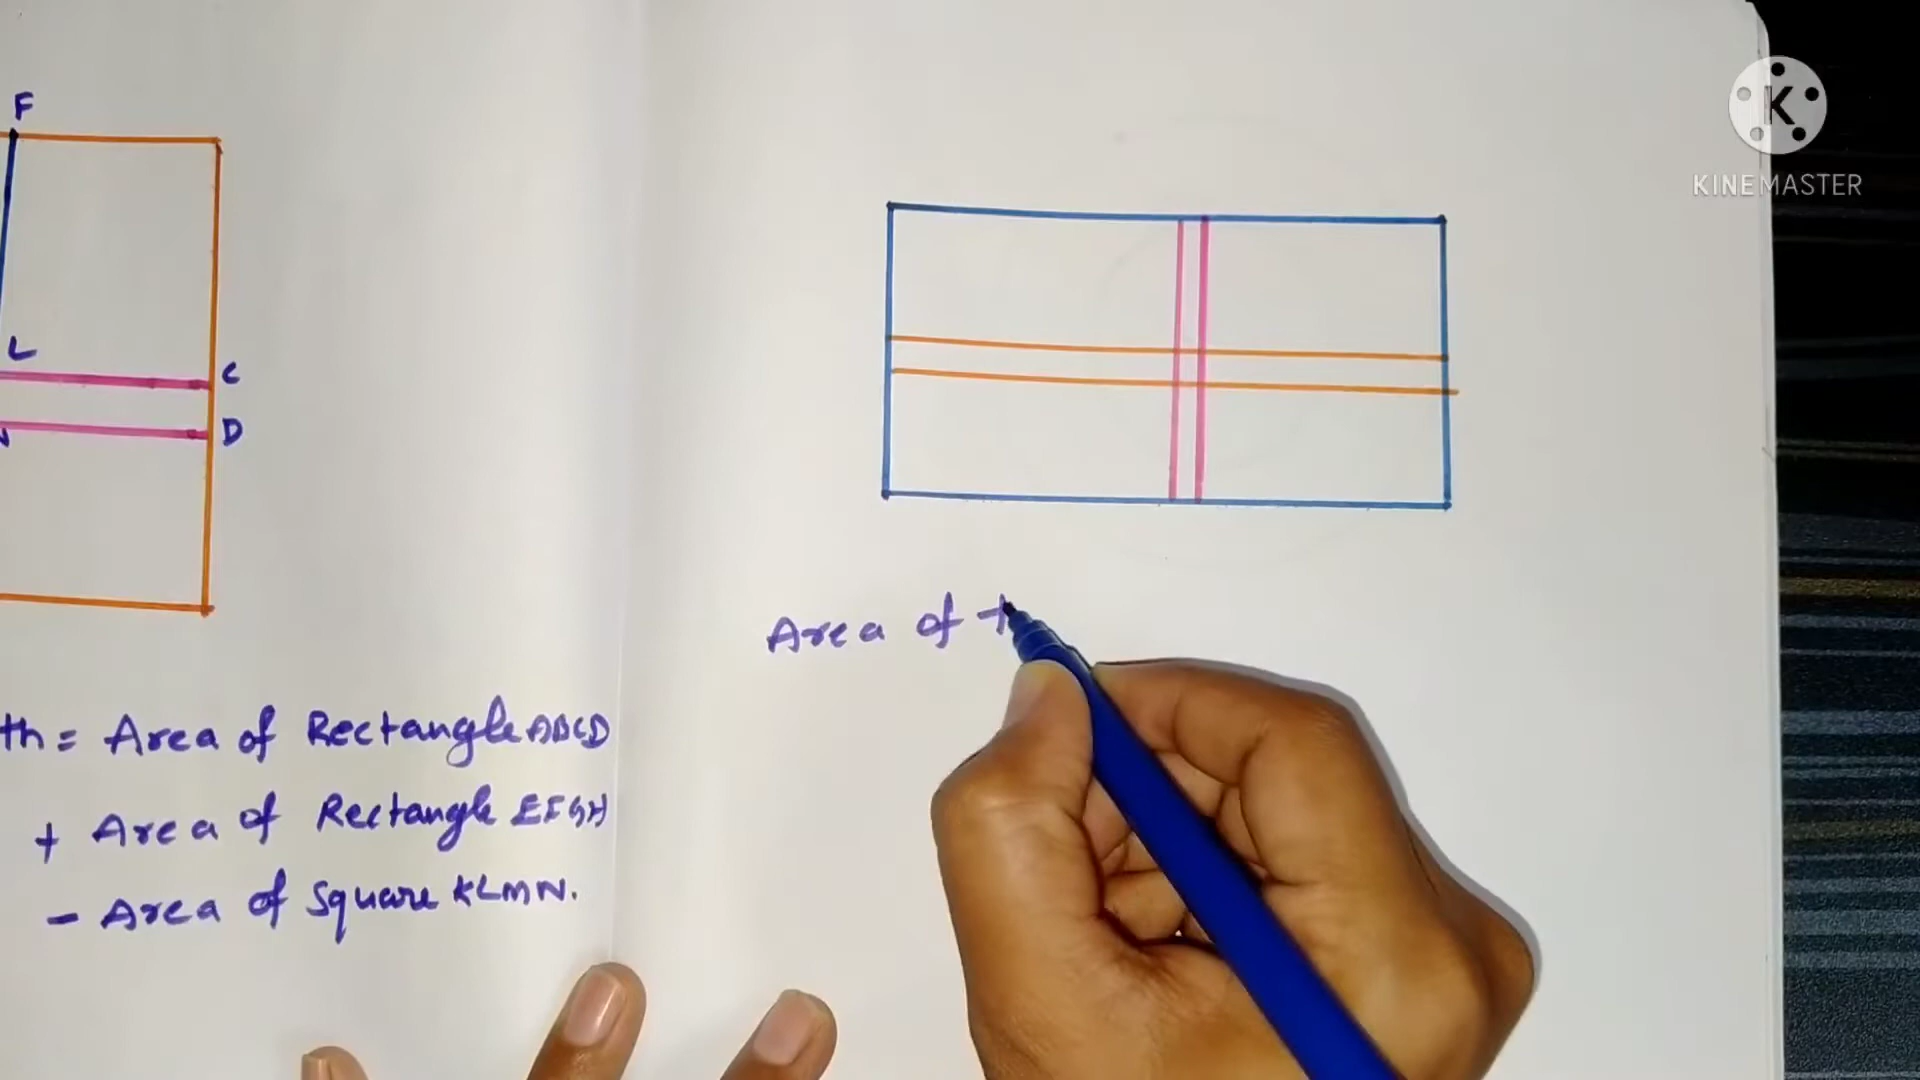 F
L
C
D
th = Area of Rectangle ABCD
+ Area of Rectangle EFGH
- Area of Square KLMN.
Area of
K
KINEMASTER